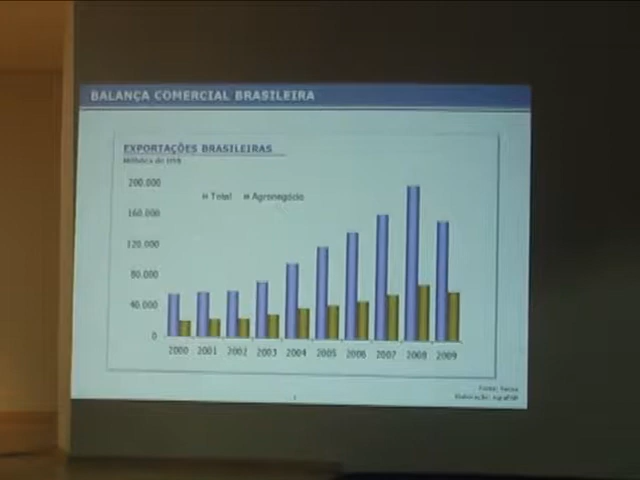 BALANÇA COMERCIAL BRASILEIRA
EXPORTAÇÕES BRASILEIRAS
Milhões de US$
200.000
Total Agronegócio
160.000
120.000
80.000
40.000
0
2000 2001 2002 2003 2004 2005 2006 2007 2008 2009
Fonte:
Elaboração: